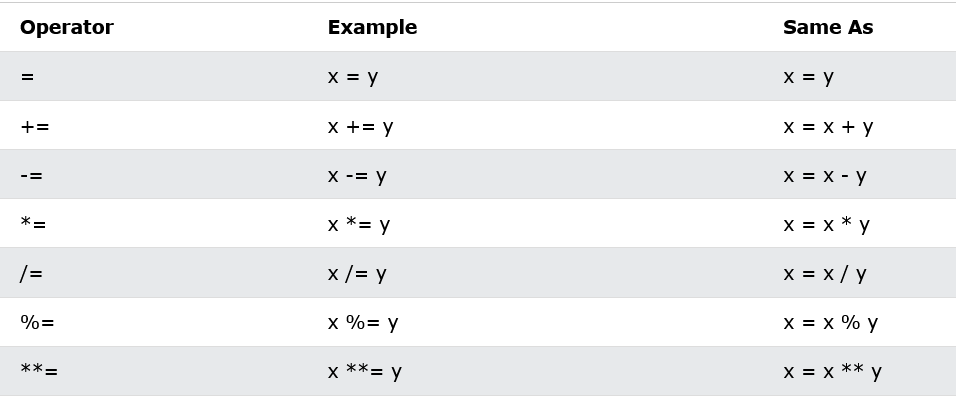 Operator Example Same As
= x = y x = y
+= x += y x = x + y
-= x -= y x = x - y
*= x *= y x = x * y
/= x /= y x = x / y
%= x %= y x = x % y
**= x **= y x = x ** y